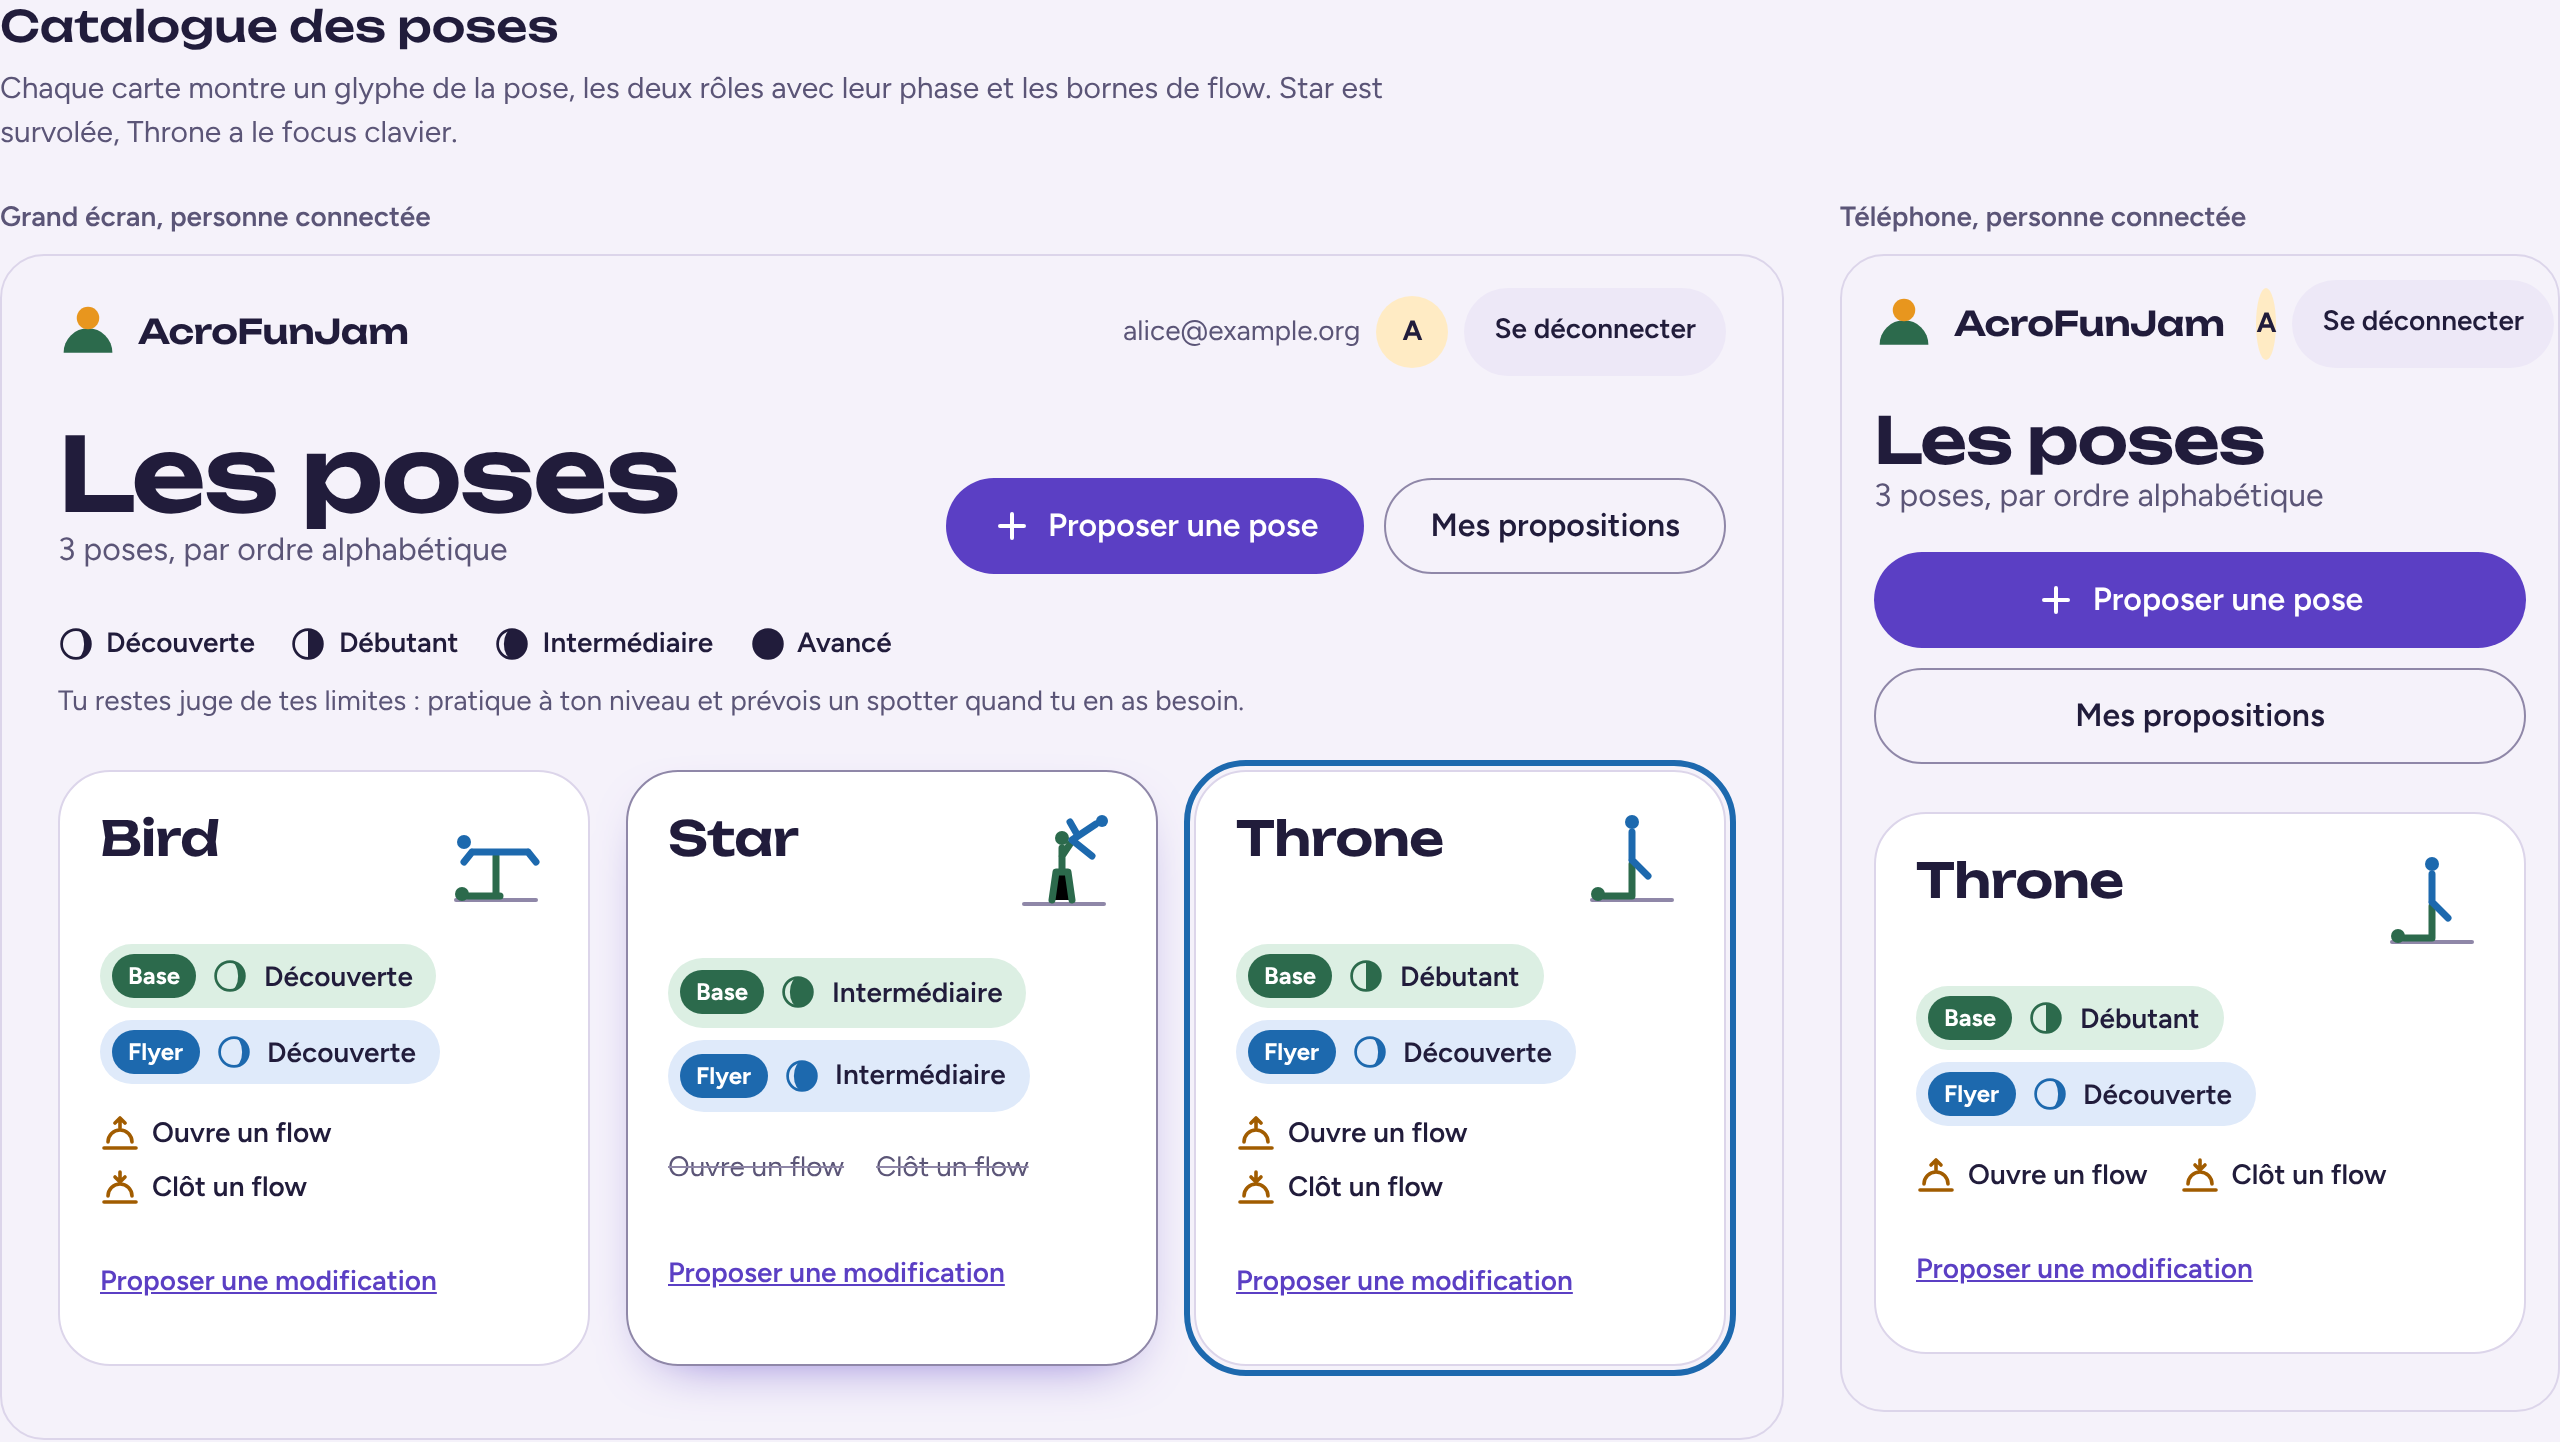 Catalogue des poses
Chaque carte montre un glyphe de la pose, les deux rôles avec leur phase et les bornes de flow. Star est
survolée, Throne a le focus clavier.
Grand écran, personne connectée
AcroFunJam
alice@example.org
A
Se déconnecter
Les poses
3 poses, par ordre alphabétique
Proposer une pose
Mes propositions
Découverte
Débutant
Intermédiaire
Avancé
Tu restes juge de tes limites : pratique à ton niveau et prévois un spotter quand tu en as besoin.
Bird
Base Découverte
Flyer Découverte
Ouvre un flow
Clôt un flow
Proposer une modification
Star
Base Intermédiaire
Flyer Intermédiaire
Ouvre un flow Clôt un flow
Proposer une modification
Throne
Base Débutant
Flyer Découverte
Ouvre un flow
Clôt un flow
Proposer une modification
Téléphone, personne connectée
AcroFunJam
A
Se déconnecter
Les poses
3 poses, par ordre alphabétique
Proposer une pose
Mes propositions
Throne
Base Débutant
Flyer Découverte
Ouvre un flow Clôt un flow
Proposer une modification